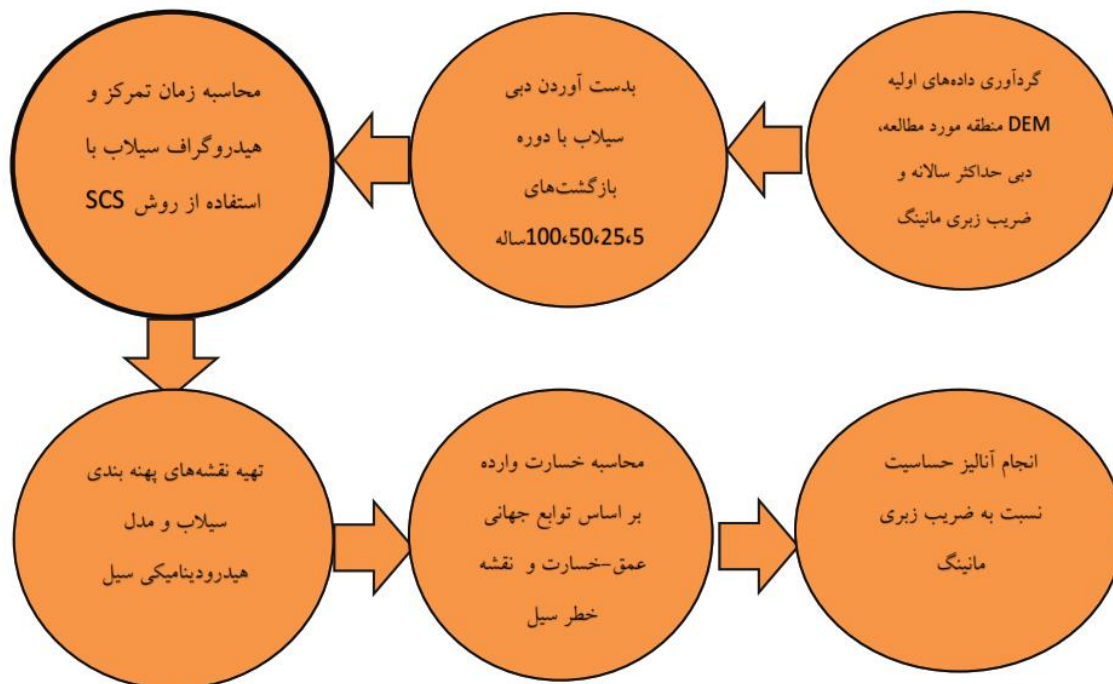 گردآوری داده‌های اولیه
DEM منطقه مورد مطالعه،
دبی حداکثر سالانه و
ضریب زبری مانینگ
بدست آوردن دبی
سیلاب با دوره
بازگشت‌های
5،25،50،100ساله
محاسبه زمان تمرکز و
هیدروگراف سیلاب با
استفاده از روش SCS
تهیه نقشه‌های پهنه بندی
سیلاب و مدل
هیدرودینامیکی سیل
محاسبه خسارت وارده
بر اساس توابع جهانی
عمق-خسارت و نقشه
خطر سیل
انجام آنالیز حساسیت
نسبت به ضریب زبری
مانینگ